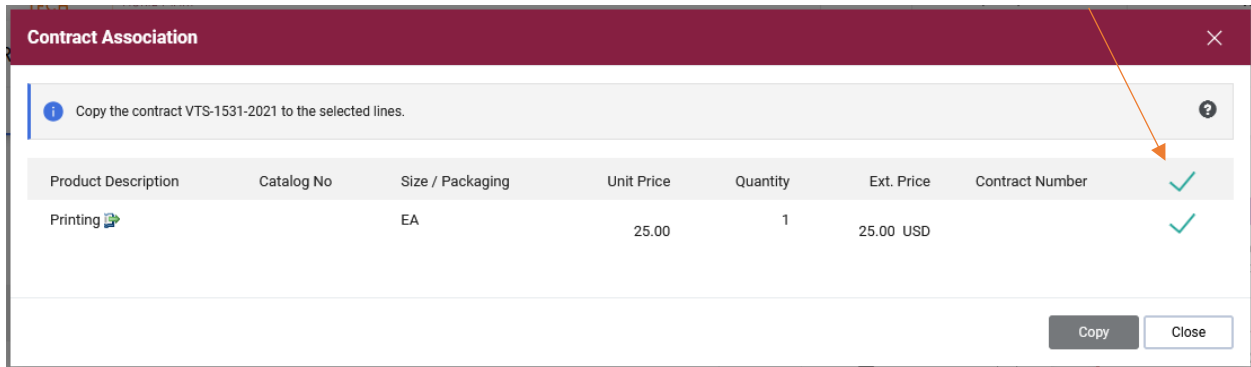 Contract Association
Copy the contract VTS-1531-2021 to the selected lines.
Product Description Catalog No Size / Packaging Unit Price Quantity Ext. Price Contract Number
Printing EA 25.00 1 25.00 USD
Copy Close